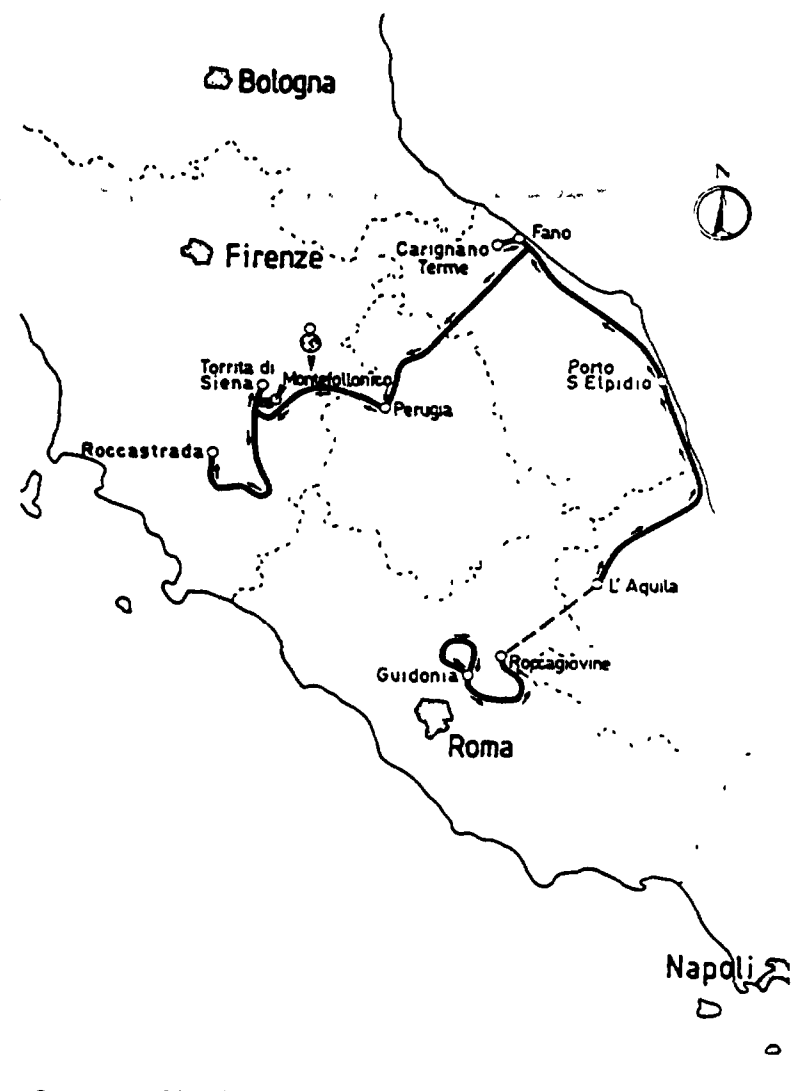 Bologna
N
Fano
Carignano
Terme
Firenze
Torrita di
Siena
Montefollonico
Porto
S Elpidio
Perugia
Roccastrada
L' Aquila
Roccagiovine
Guidonia
Roma
Napoli